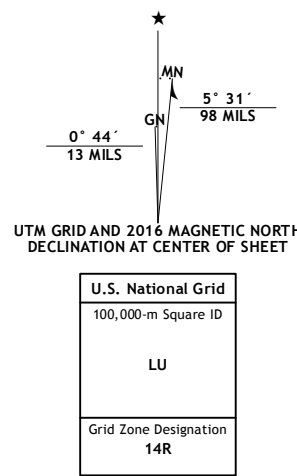 ★
MN
5° 31´
98 MILS
GN
0° 44´
13 MILS
UTM GRID AND 2016 MAGNETIC NORTH
DECLINATION AT CENTER OF SHEET
U.S. National Grid
100,000-m Square ID
LU
Grid Zone Designation
14R